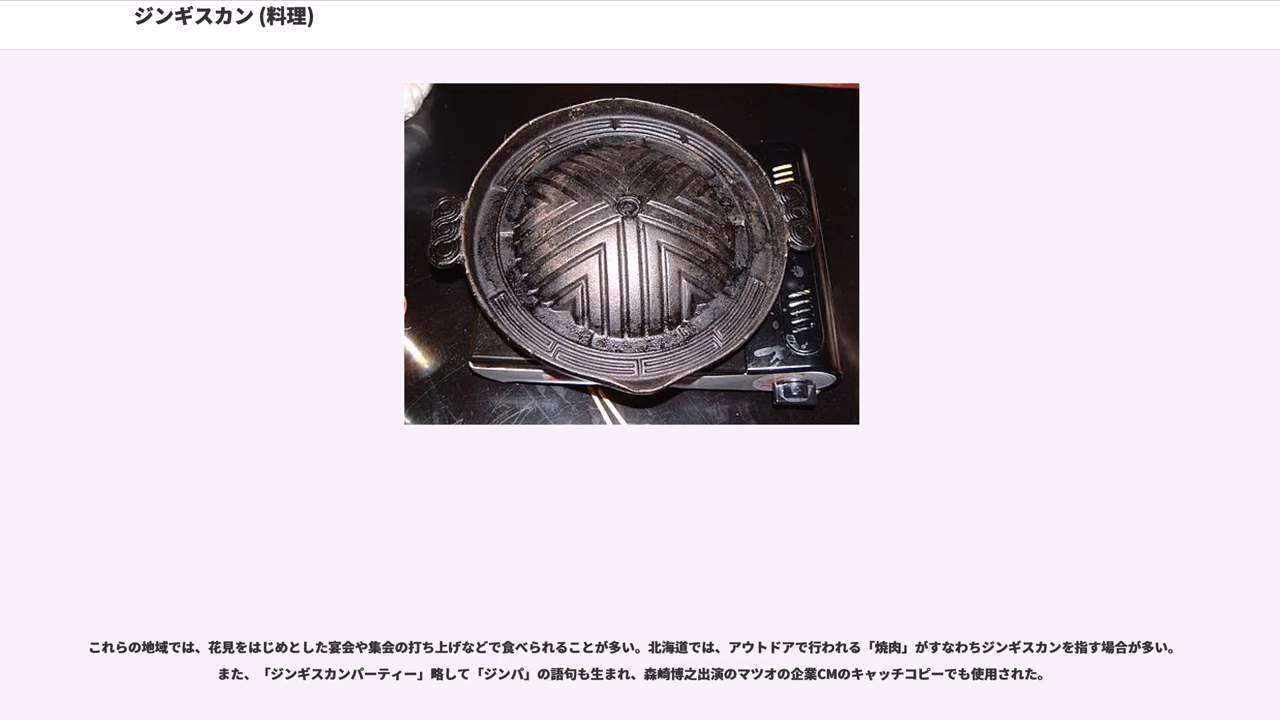 ジンギスカン (料理)
これらの地域では、花見をはじめとした宴会や集会の打ち上げなどで食べられることが多い。北海道では、アウトドアで行われる「焼肉」がすなわちジンギスカンを指す場合が多い。
また、「ジンギスカンパーティー」略して「ジンパ」の語句も生まれ、森崎博之出演のマツオの企業CMのキャッチコピーでも使用された。